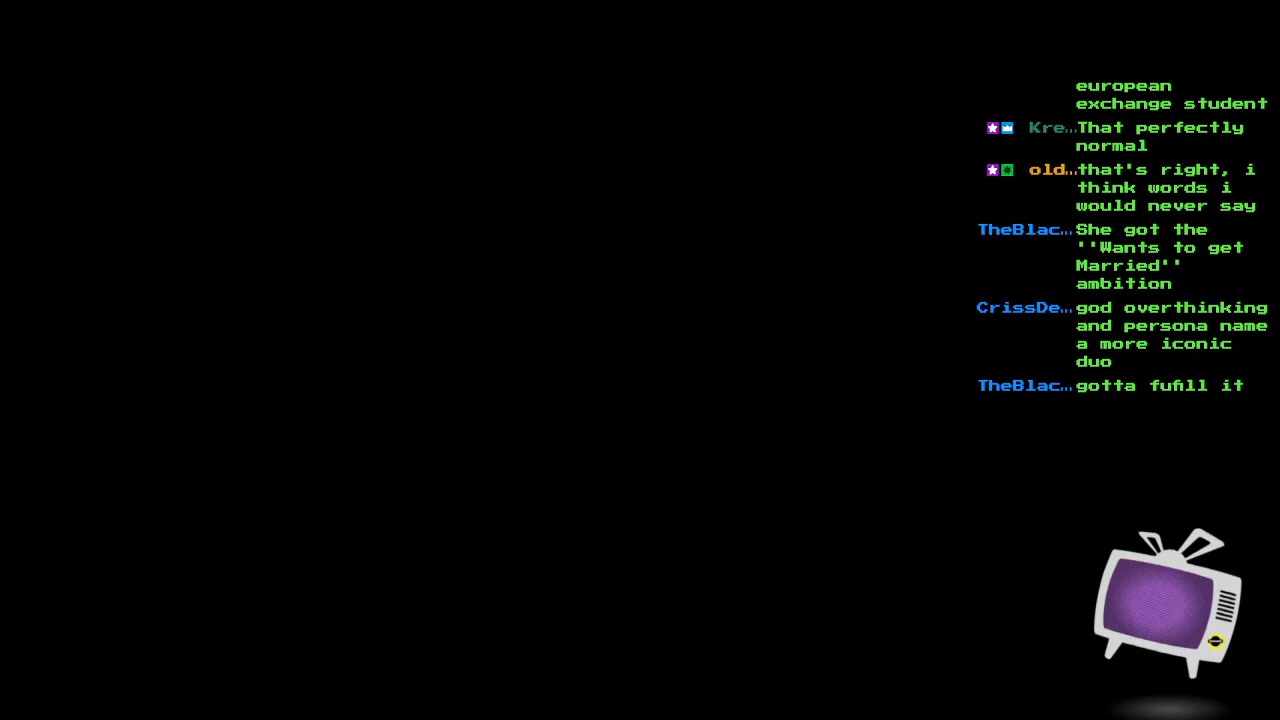 european
exchange student
Kre…That perfectly
normal
old…that's right, i
think words i
would never say
TheBlac…She got the
''Wants to get
Married''
ambition
CrissDe…god overthinking
and persona name
a more iconic
duo
TheBlac…gotta fufill it